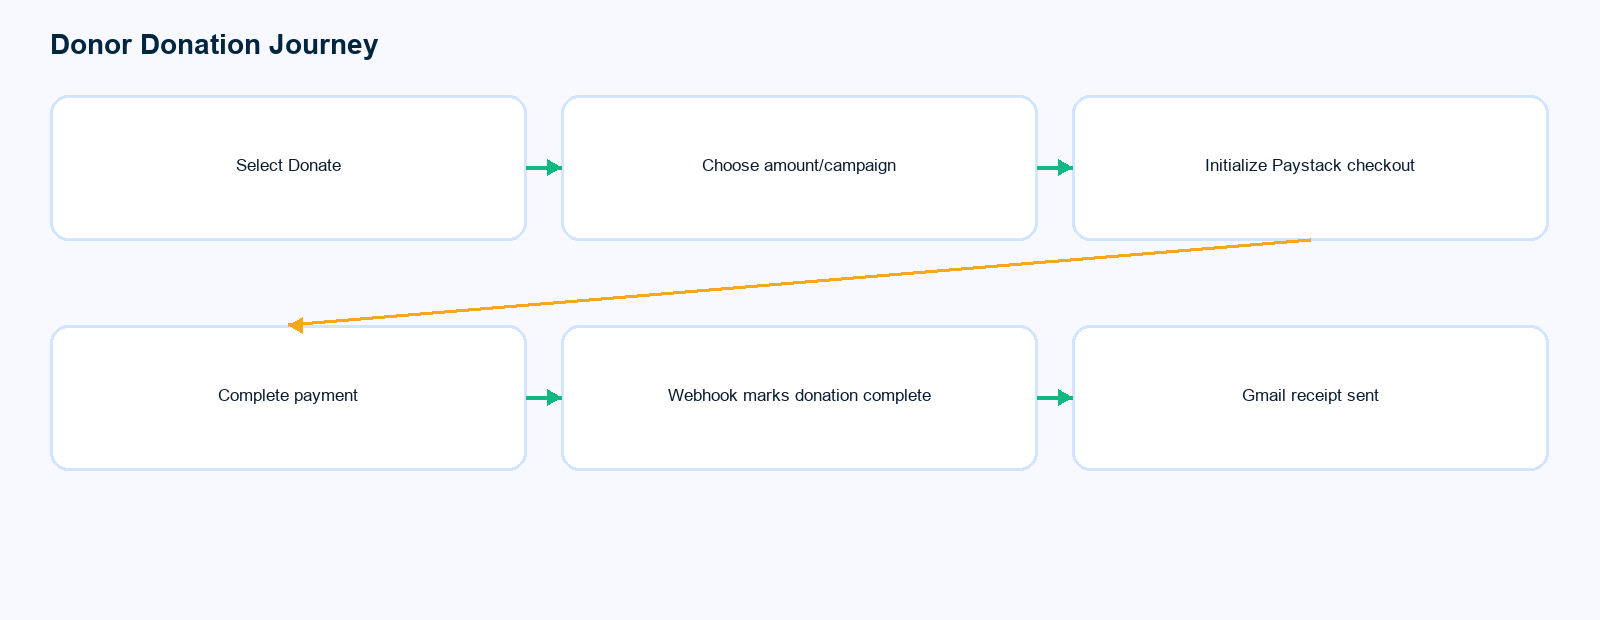 Donor Donation Journey
Select Donate
Choose amount/campaign
Initialize Paystack checkout
Complete payment
Webhook marks donation complete
Gmail receipt sent